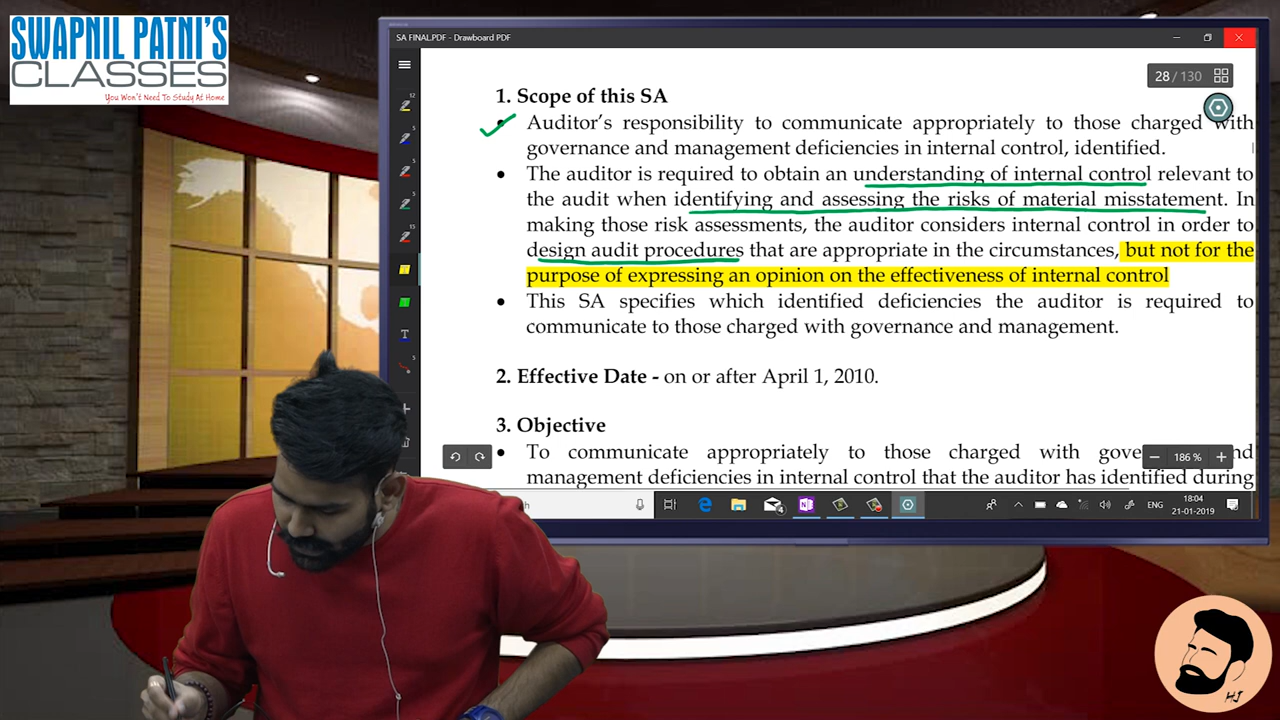 SWAPNIL PATNI'S
CLASSES
You Won't Need To Study At Home
SA FINAL.PDF - Drawboard PDF
28 / 130
1. Scope of this SA
• Auditor's responsibility to communicate appropriately to those charged with
governance and management deficiencies in internal control, identified.
• The auditor is required to obtain an understanding of internal control relevant to
the audit when identifying and assessing the risks of material misstatement. In
making those risk assessments, the auditor considers internal control in order to
design audit procedures that are appropriate in the circumstances, but not for the
purpose of expressing an opinion on the effectiveness of internal control
• This SA specifies which identified deficiencies the auditor is required to
communicate to those charged with governance and management.
2. Effective Date - on or after April 1, 2010.
3. Objective
• To communicate appropriately to those charged with
management deficiencies in internal control that the auditor has identified during
186 %
ENG
18:04
21-01-2019
HJ